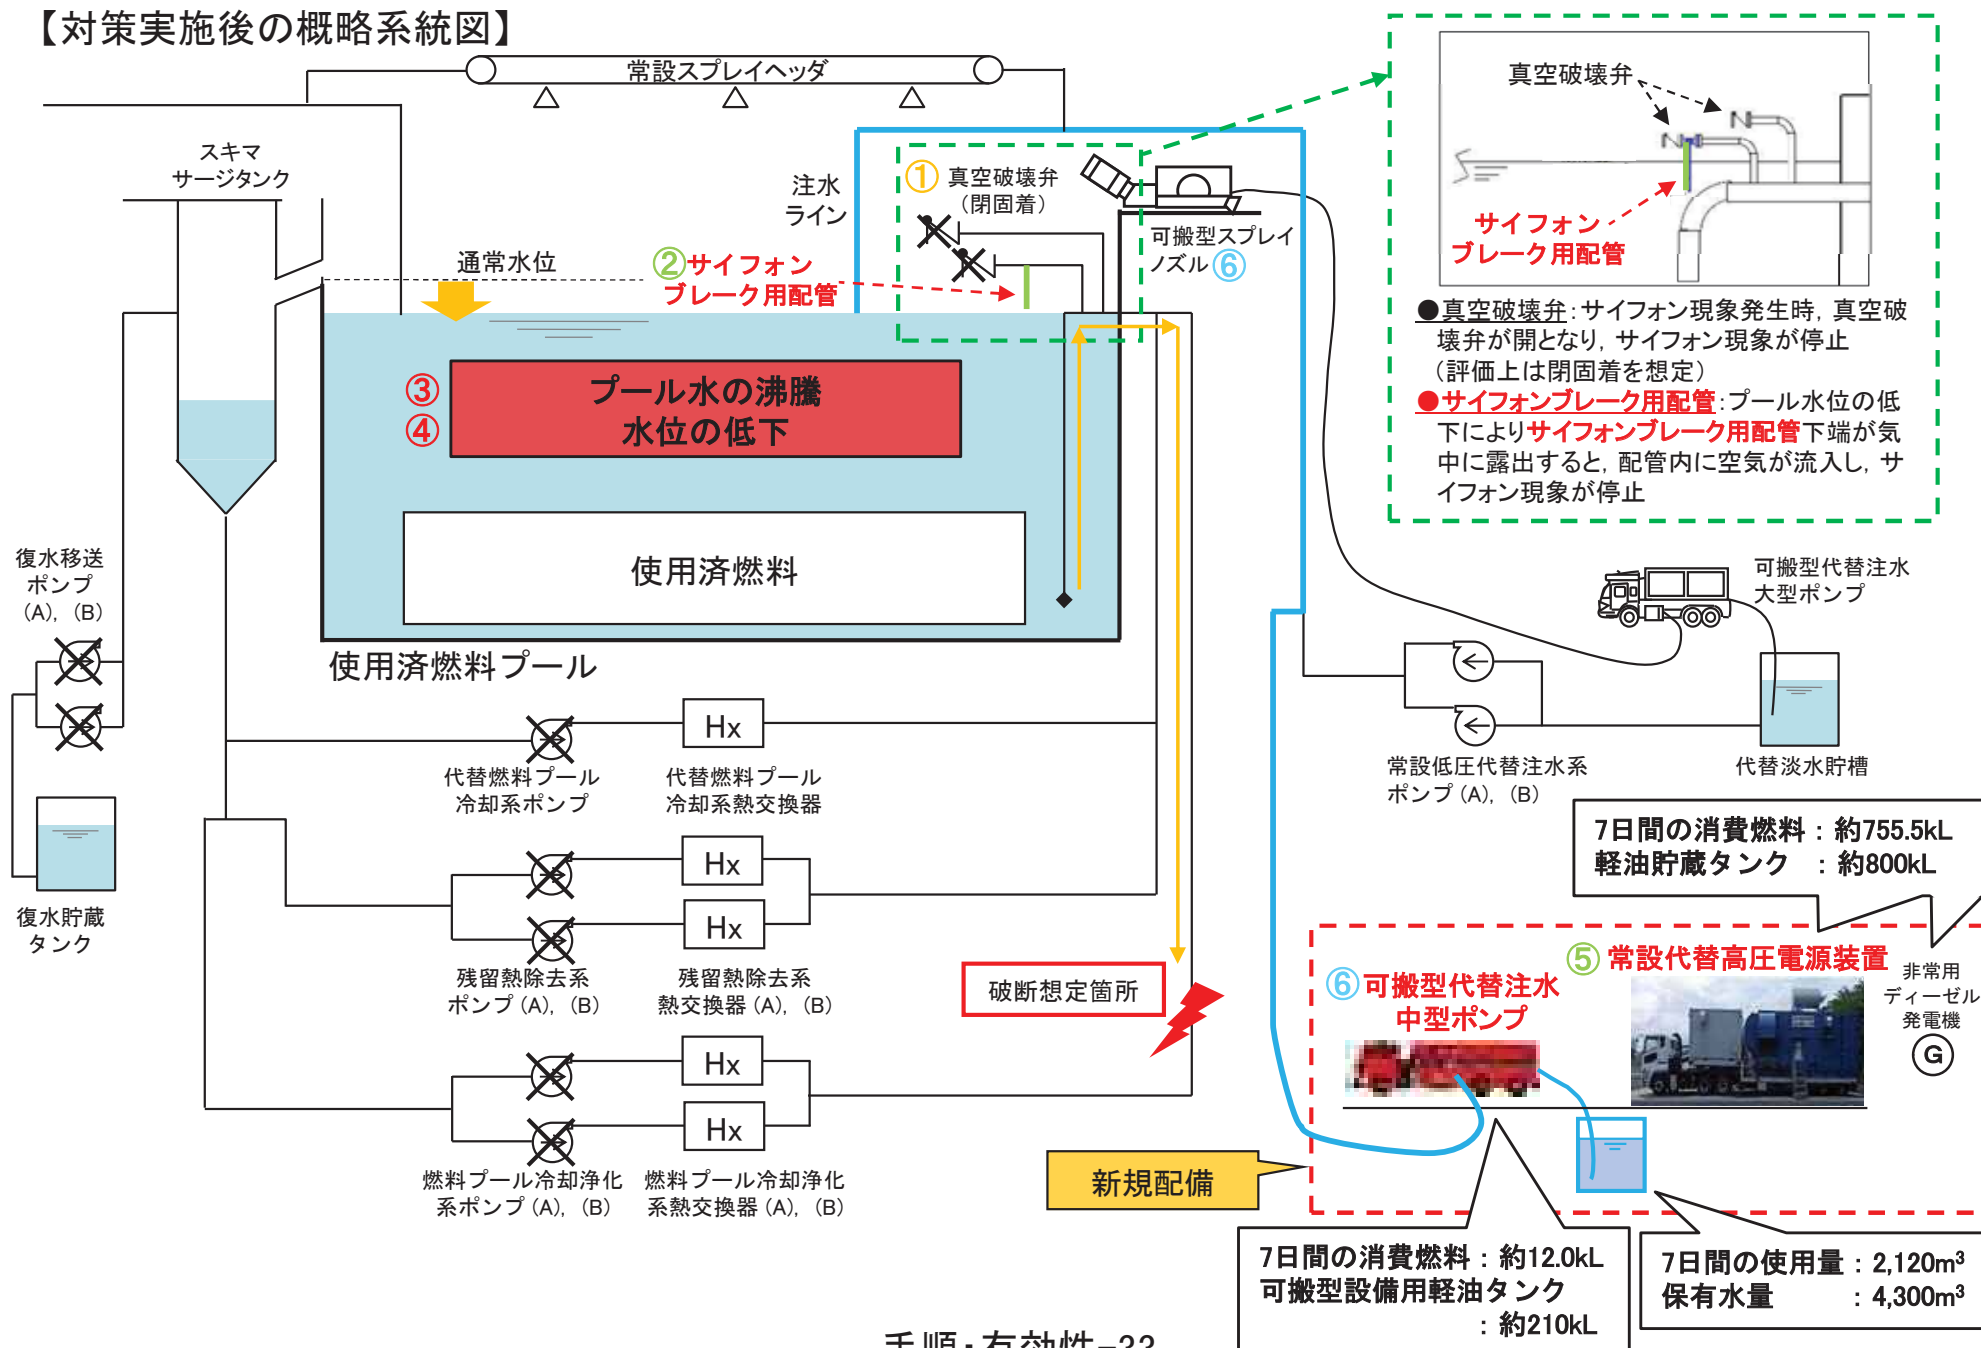 【対策実施後の概略系統図】
常設スプレイヘッダ
スキマ
サージタンク
通常水位
注水
ライン
① 真空破壊弁
（閉固着）
②サイフォン
ブレーク用配管
可搬型スプレイ
ノズル⑥
真空破壊弁
サイフォン
ブレーク用配管
●真空破壊弁：サイフォン現象発生時，真空破
壊弁が開となり，サイフォン現象が停止
（評価上は閉固着を想定）
●サイフォンブレーク用配管：プール水位の低
下によりサイフォンブレーク用配管下端が気
中に露出すると，配管内に空気が流入し，サ
イフォン現象が停止
③
④
プール水の沸騰
水位の低下
使用済燃料
使用済燃料プール
復水移送
ポンプ
(A)，(B)
復水貯蔵
タンク
Hx
代替燃料プール
冷却系ポンプ
代替燃料プール
冷却系熱交換器
Hx
Hx
残留熱除去系
ポンプ(A)，(B)
残留熱除去系
熱交換器(A)，(B)
Hx
Hx
燃料プール冷却浄化
系ポンプ(A)，(B)
燃料プール冷却浄化
系熱交換器(A)，(B)
破断想定箇所
可搬型代替注水
大型ポンプ
常設低圧代替注水系
ポンプ(A)，(B)
代替淡水貯槽
7日間の消費燃料：約755.5kL
軽油貯蔵タンク　：約800kL
⑤ 常設代替高圧電源装置
⑥ 可搬型代替注水
中型ポンプ
非常用
ディーゼル
発電機
G
新規配備
7日間の消費燃料：約12.0kL
可搬型設備用軽油タンク
：約210kL
7日間の使用量：2,120m³
保有水量　　　：4,300m³
手順・有効性-33